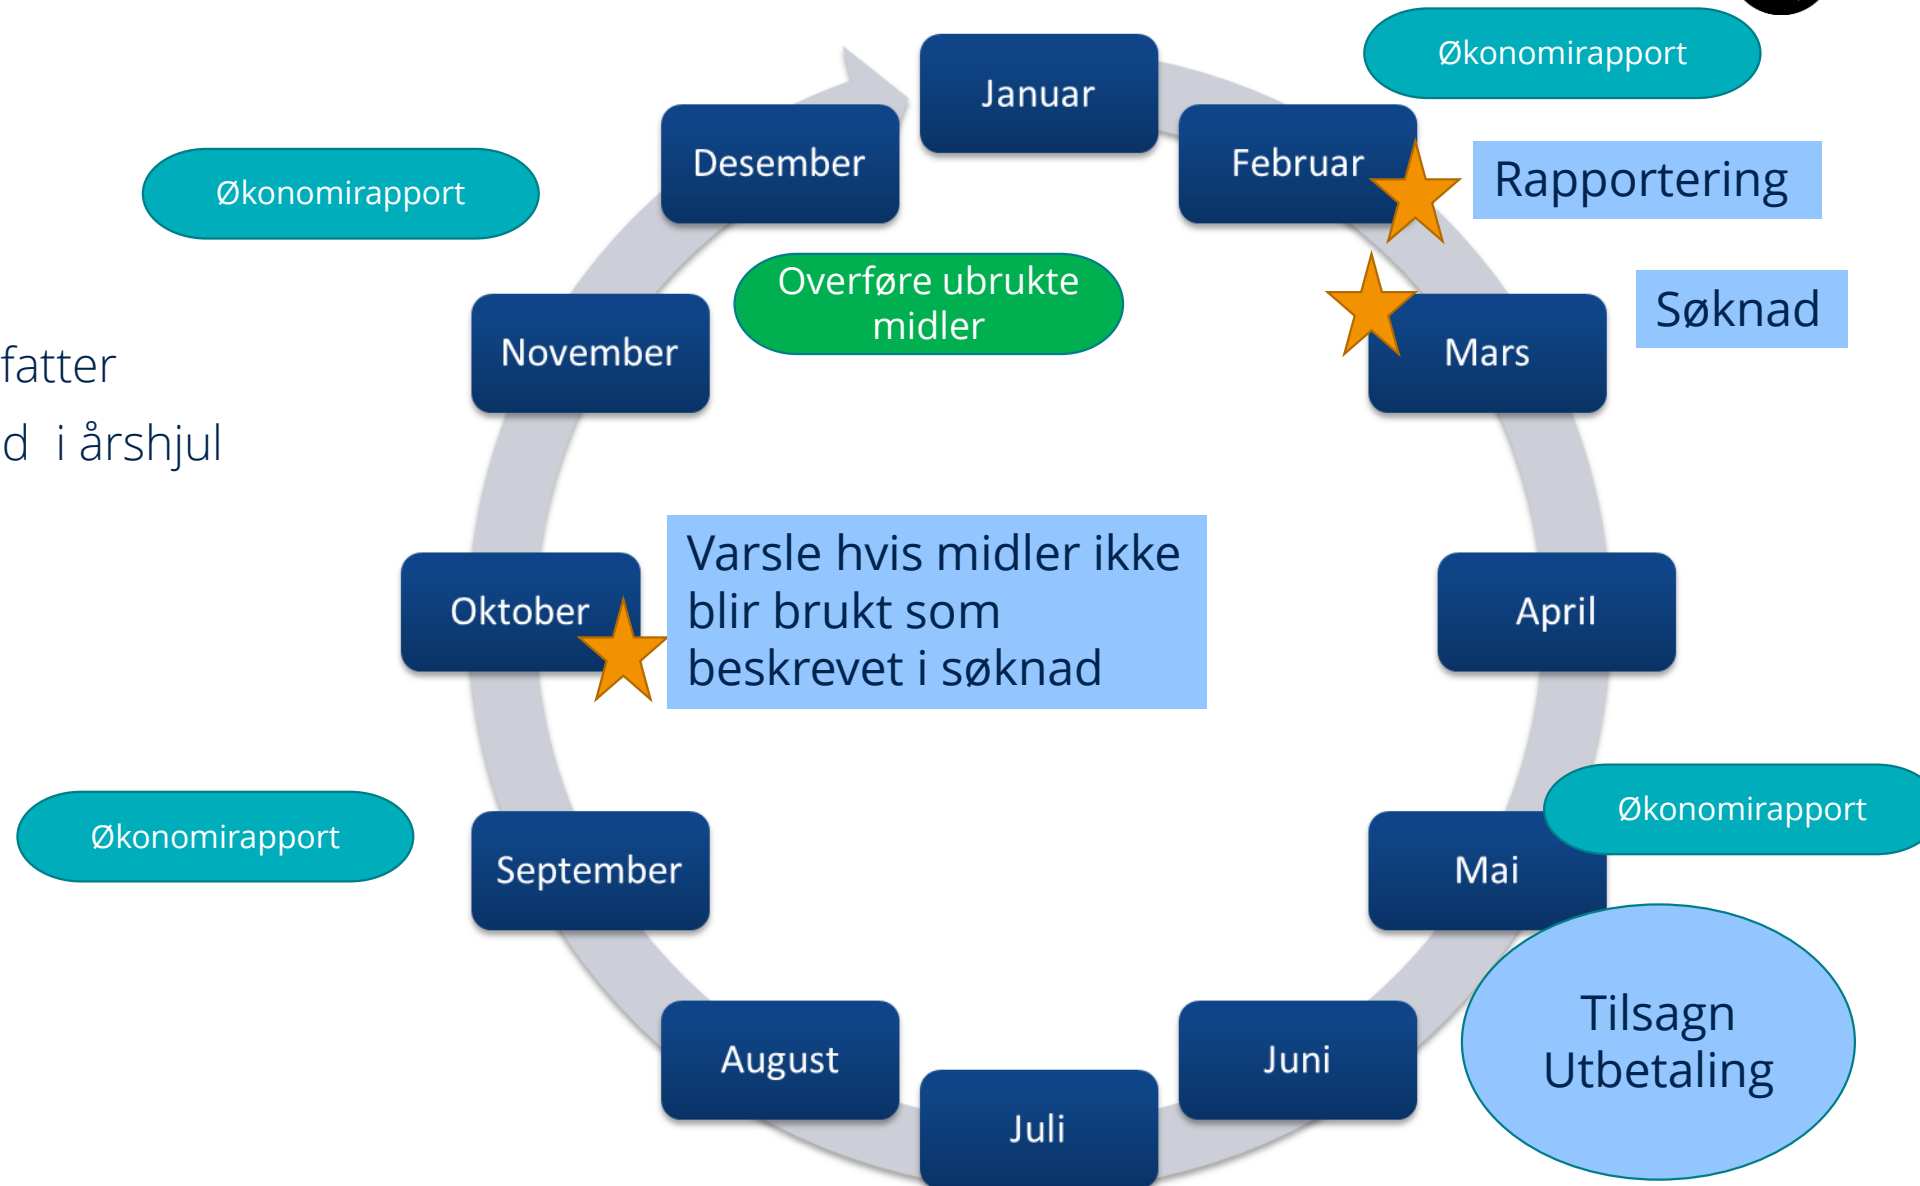 Økonomirapport
Januar
Desember
Februar
Rapportering
Økonomirapport
Overføre ubrukte
midler
Søknad
November
Mars
fatter
d i årshjul
Varsle hvis midler ikke
blir brukt som
beskrevet i søknad
Oktober
April
Økonomirapport
Økonomirapport
September
Mai
Tilsagn
Utbetaling
August
Juni
Juli